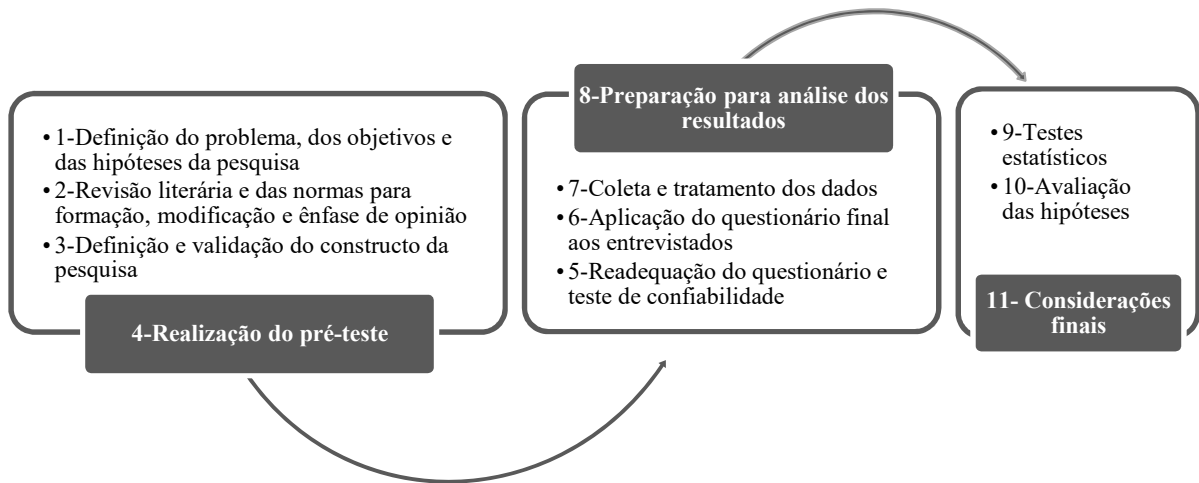 • 1-Definição do problema, dos objetivos e
das hipóteses da pesquisa
• 2-Revisão literária e das normas para
formação, modificação e ênfase de opinião
• 3-Definição e validação do constructo da
pesquisa
4-Realização do pré-teste
8-Preparação para análise dos
resultados
• 7-Coleta e tratamento dos dados
• 6-Aplicação do questionário final
aos entrevistados
• 5-Readequação do questionário e
teste de confiabilidade
• 9-Testes
estatísticos
• 10-Avaliação
das hipóteses
11- Considerações
finais